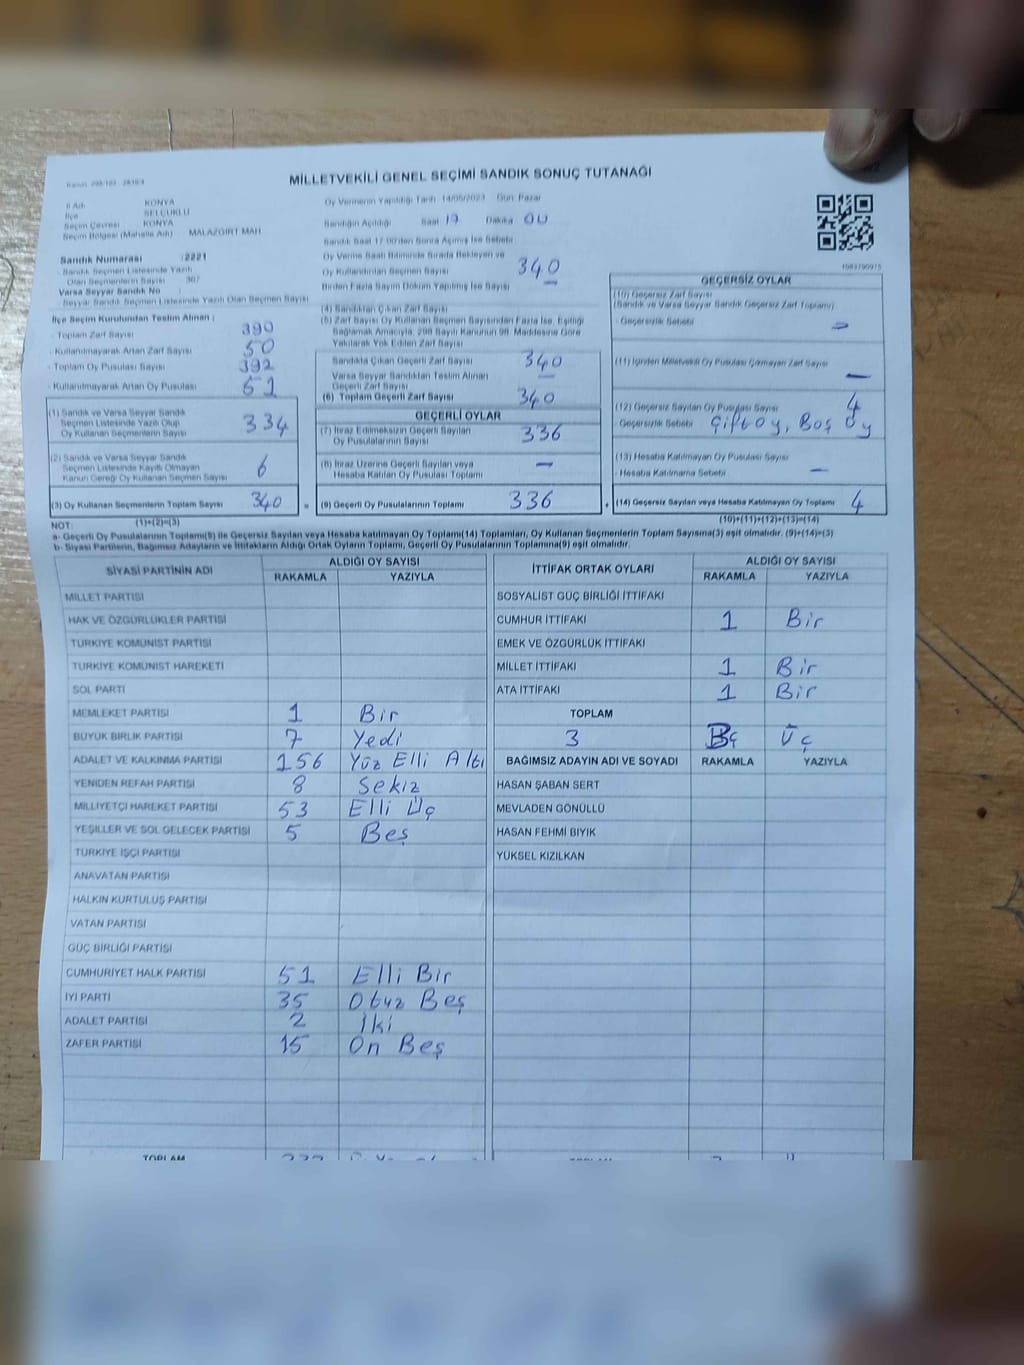 MİLLETVEKİLİ GENEL SEÇİMİ SANDIK SONUÇ TUTANAĞI
İl Adı KONYA
İlçe SELÇUKLU
Seçim Çevresi KONYA
Seçim Bölgesi (Mahalle Adı) MALAZGİRT MAH.
Sandık Numarası :2221
Sandık Seçmen Listesinde Yazılı
Olan Seçmenlerin Sayısı 387
Varsa Seyyar Sandık No :
Seyyar Sandık Seçmen Listesinde Yazılı Olan Seçmen Sayısı
Oy Vermenin Yapıldığı Tarih 14/05/2023 Gün: Pazar
Sandığın Açıldığı Saat 17 Dakika 00
Sandık Saat 17:00'den Sonra Açılmış İse Sebebi:
Oy Verme Saati Bitiminde Sırada Bekleyen ve
Oy Kullandırılan Seçmen Sayısı 340
Birden Fazla Sayım Döküm Yapılmış İse Sayısı —
İlçe Seçim Kurulundan Teslim Alınan :
- Toplam Zarf Sayısı 390
- Kullanılmayarak Artan Zarf Sayısı 50
- Toplam Oy Pusulası Sayısı 392
- Kullanılmayarak Artan Oy Pusulası 51
(1) Sandık ve Varsa Seyyar Sandık
Seçmen Listesinde Yazılı Olup
Oy Kullanan Seçmenlerin Sayısı 334
(2) Sandık ve Varsa Seyyar Sandık
Seçmen Listesinde Kayıtlı Olmayan
Kanun Gereği Oy Kullanan Seçmen Sayısı 6
(3) Oy Kullanan Seçmenlerin Toplam Sayısı 340
(1)+(2)=(3)
(4) Sandıktan Çıkan Zarf Sayısı
(5) Zarf Sayısı Oy Kullanan Seçmen Sayısından Fazla İse, Eşitliği
Sağlamak Amacıyla, 298 Sayılı Kanunun 98. Maddesine Göre
Yakılarak Yok Edilen Zarf Sayısı
Sandıkta Çıkan Geçerli Zarf Sayısı 340
Varsa Seyyar Sandıktan Teslim Alınan
Geçerli Zarf Sayısı —
(6) Toplam Geçerli Zarf Sayısı 340
GEÇERLİ OYLAR
(7) İtiraz Edilmeksizin Geçerli Sayılan
Oy Pusulalarının Sayısı 336
(8) İtiraz Üzerine Geçerli Sayılan veya
Hesaba Katılan Oy Pusulası Toplamı —
(9) Geçerli Oy Pusulalarının Toplamı 336
GEÇERSİZ OYLAR
(10) Geçersiz Zarf Sayısı
(Sandık ve Varsa Seyyar Sandık Geçersiz Zarf Toplamı)
- Geçersizlik Sebebi
(11) İçinden Milletvekili Oy Pusulası Çıkmayan Zarf Sayısı —
(12) Geçersiz Sayılan Oy Pusulası Sayısı 4
- Geçersizlik Sebebi Çift Oy, Boş Oy
(13) Hesaba Katılmayan Oy Pusulası Sayısı
- Hesaba Katılmama Sebebi —
(14) Geçersiz Sayılan veya Hesaba Katılmayan Oy Toplamı 4
(10)+(11)+(12)+(13)=(14)
NOT:
a- Geçerli Oy Pusulalarının Toplamı(9) ile Geçersiz Sayılan veya Hesaba Katılmayan Oy Toplamı(14) Toplamları, Oy Kullanan Seçmenlerin Toplam Sayısına(3) eşit olmalıdır. (9)+(14)=(3)
b- Siyasi Partilerin, Bağımsız Adayların ve İttifakların Aldığı Ortak Oyların Toplamı, Geçerli Oy Pusulalarının Toplamına(9) eşit olmalıdır.
SİYASİ PARTİNİN ADI ALDIĞI OY SAYISI
RAKAMLA YAZIYLA
MİLLET PARTİSİ
HAK VE ÖZGÜRLÜKLER PARTİSİ
TÜRKİYE KOMÜNİST PARTİSİ
TÜRKİYE KOMÜNİST HAREKETİ
SOL PARTİ
MEMLEKET PARTİSİ 1 Bir
BÜYÜK BİRLİK PARTİSİ 7 Yedi
ADALET VE KALKINMA PARTİSİ 156 Yüz Elli Altı
YENİDEN REFAH PARTİSİ 8 Sekiz
MİLLİYETÇİ HAREKET PARTİSİ 53 Elli Üç
YEŞİLLER VE SOL GELECEK PARTİSİ 5 Beş
TÜRKİYE İŞÇİ PARTİSİ
ANAVATAN PARTİSİ
HALKIN KURTULUŞ PARTİSİ
VATAN PARTİSİ
GÜÇ BİRLİĞİ PARTİSİ
CUMHURİYET HALK PARTİSİ 51 Elli Bir
İYİ PARTİ 35 Otuz Beş
ADALET PARTİSİ 2 İki
ZAFER PARTİSİ 15 On Beş
TOPLAM
İTTİFAK ORTAK OYLARI ALDIĞI OY SAYISI
RAKAMLA YAZIYLA
SOSYALİST GÜÇ BİRLİĞİ İTTİFAKI
CUMHUR İTTİFAKI 1 Bir
EMEK VE ÖZGÜRLÜK İTTİFAKI
MİLLET İTTİFAKI 1 Bir
ATA İTTİFAKI 1 Bir
TOPLAM
3 Üç
BAĞIMSIZ ADAYIN ADI VE SOYADI RAKAMLA YAZIYLA
HASAN ŞABAN SERT
MEVLADEN GÖNÜLLÜ
HASAN FEHMİ BIYIK
YÜKSEL KIZILKAN